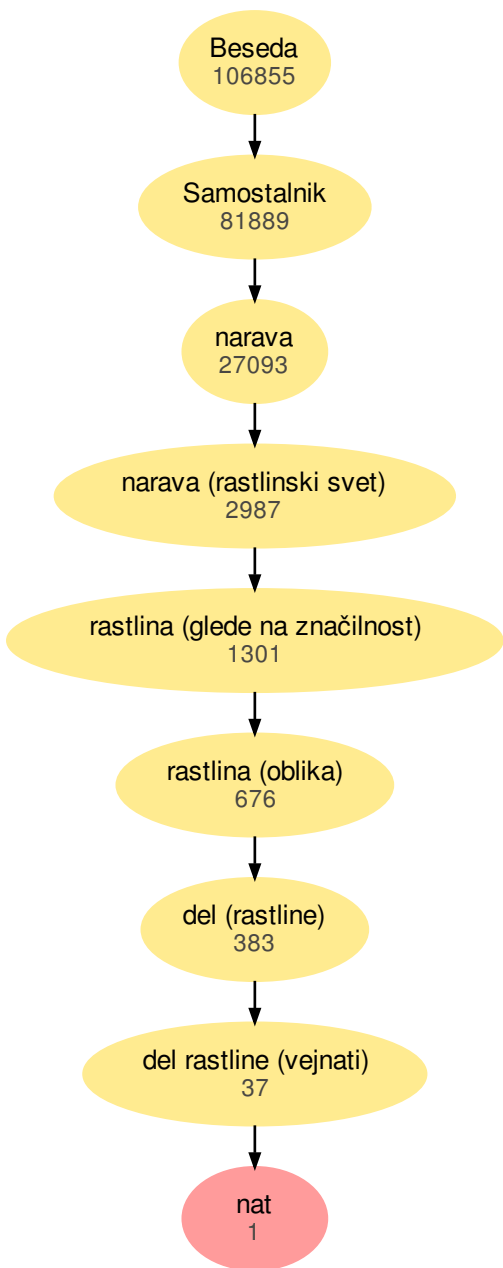 Beseda
106855
Samostalnik
81889
narava
27093
narava (rastlinski svet)
2987
rastlina (glede na značilnost)
1301
rastlina (oblika)
676
del (rastline)
383
del rastline (vejnati)
37
nat
1